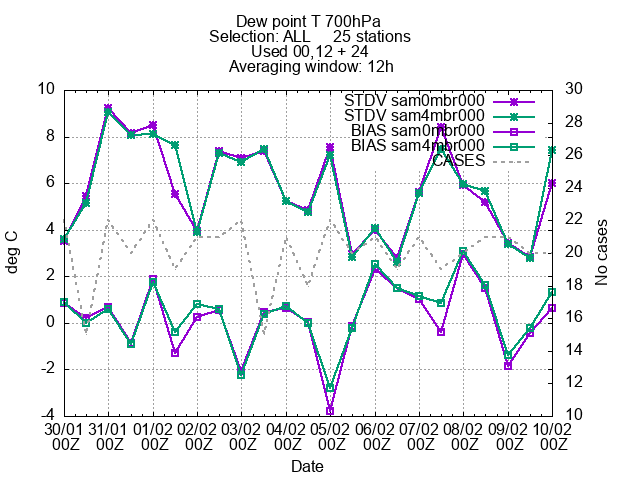 Dew point T 700hPa
Selection: ALL 25 stations
Used 00,12 + 24
Averaging window: 12h
STDV sam0mbr000
STDV sam4mbr000
BIAS sam0mbr000
BIAS sam4mbr000
CASES
deg C
10
8
6
4
2
0
-2
-4
30
28
26
24
22
20
18
16
14
12
10
No cases
30/01 31/01 01/02 02/02 03/02 04/02 05/02 06/02 07/02 08/02 09/02 10/02
00Z 00Z 00Z 00Z 00Z 00Z 00Z 00Z 00Z 00Z 00Z 00Z
Date